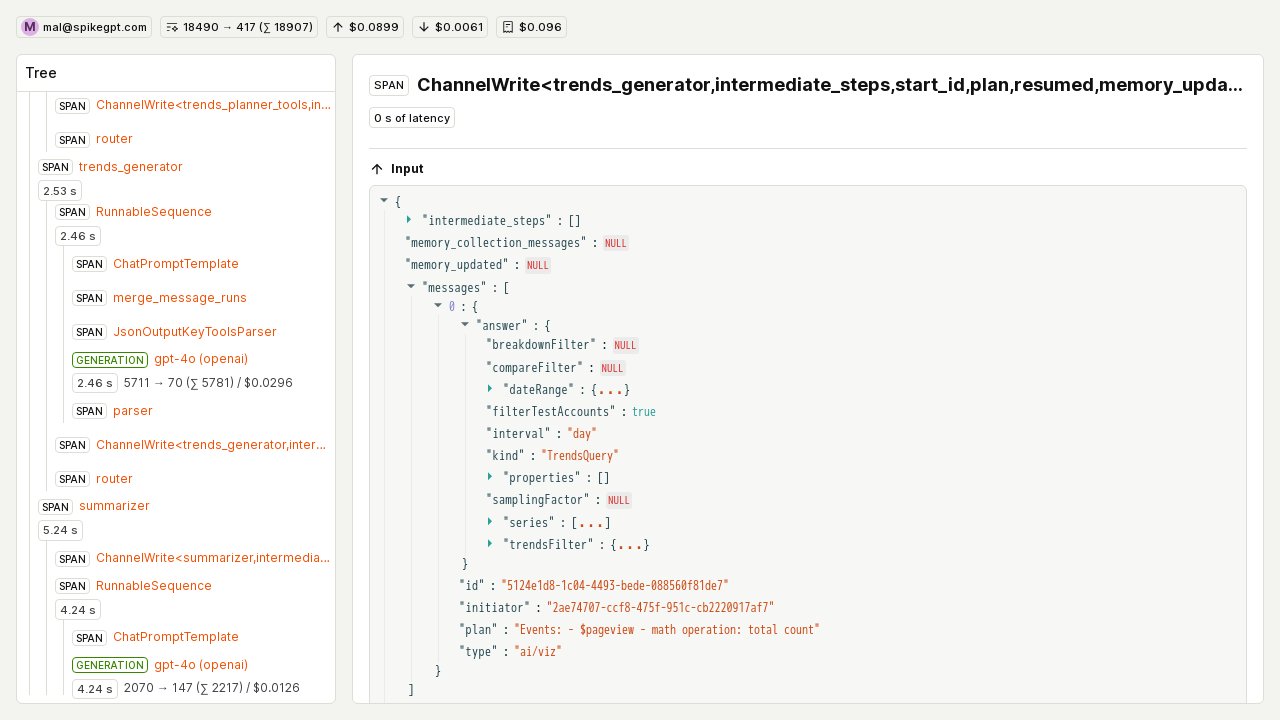 M mal@spikegpt.com 18490 → 417 (∑ 18907) $0.0899 $0.0061 $0.096
Tree
SPAN ChannelWrite<trends_planner_tools,in...
SPAN router
SPAN trends_generator
2.53 s
SPAN RunnableSequence
2.46 s
SPAN ChatPromptTemplate
SPAN merge_message_runs
SPAN JsonOutputKeyToolsParser
GENERATION gpt-4o (openai)
2.46 s 5711 → 70 (∑ 5781) / $0.0296
SPAN parser
SPAN ChannelWrite<trends_generator,inter...
SPAN router
SPAN summarizer
5.24 s
SPAN ChannelWrite<summarizer,intermedia...
SPAN RunnableSequence
4.24 s
SPAN ChatPromptTemplate
GENERATION gpt-4o (openai)
4.24 s 2070 → 147 (∑ 2217) / $0.0126
SPAN ChannelWrite<trends_generator,intermediate_steps,start_id,plan,resumed,memory_upda...
0 s of latency
Input
{
"intermediate_steps" : []
"memory_collection_messages" : NULL
"memory_updated" : NULL
"messages" : [
0 : {
"answer" : {
"breakdownFilter" : NULL
"compareFilter" : NULL
"dateRange" : {...}
"filterTestAccounts" : true
"interval" : "day"
"kind" : "TrendsQuery"
"properties" : []
"samplingFactor" : NULL
"series" : [...]
"trendsFilter" : {...}
}
"id" : "5124e1d8-1c04-4493-bede-088560f81de7"
"initiator" : "2ae74707-ccf8-475f-951c-cb2220917af7"
"plan" : "Events: - $pageview - math operation: total count"
"type" : "ai/viz"
}
]